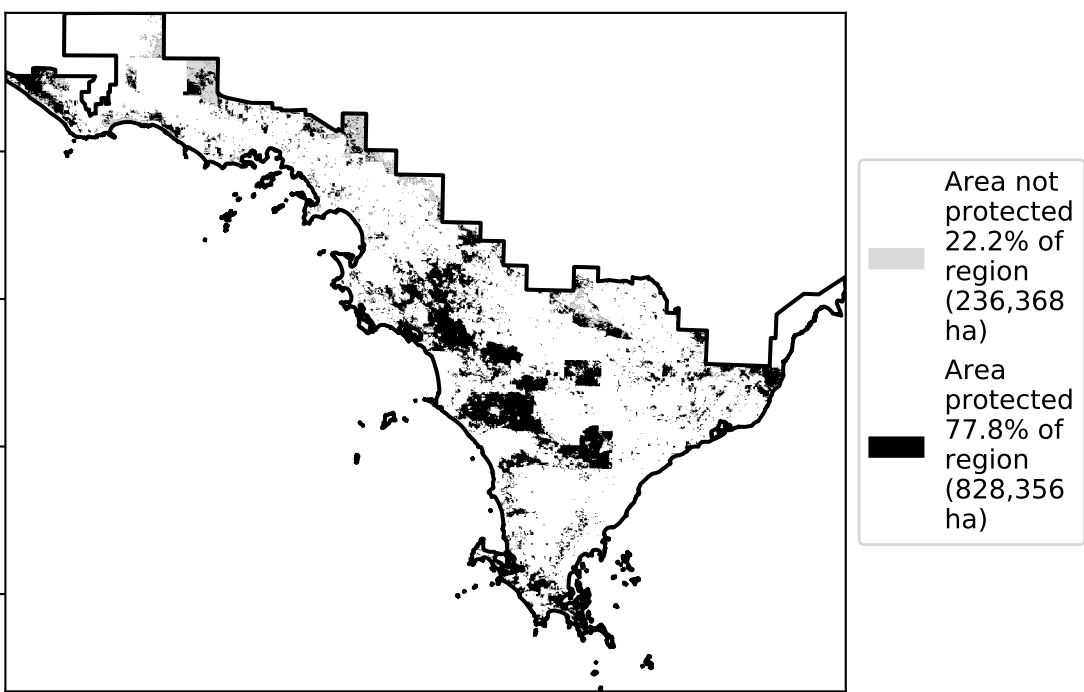 Area not
protected
22.2% of
region
(236,368
ha)
Area
protected
77.8% of
region
(828,356
ha)